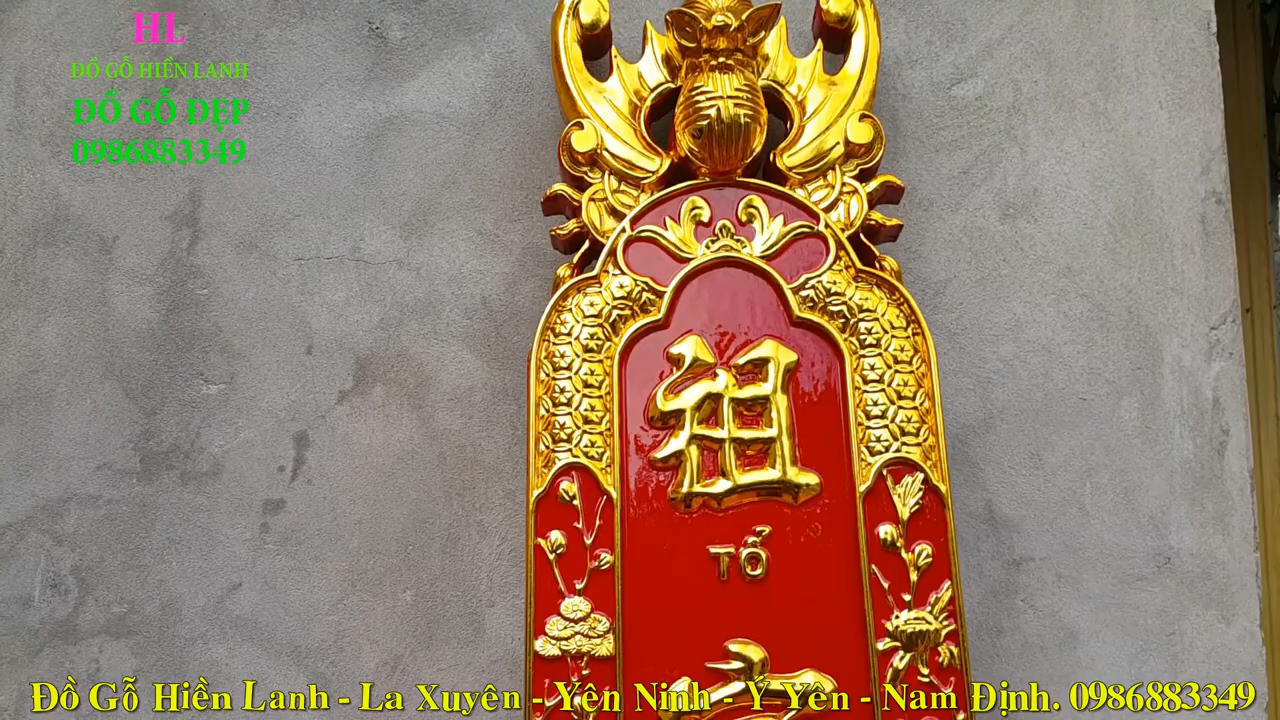 HL
ĐỒ GỖ HIỀN LANH
ĐỒ GỖ ĐẸP
0986883349
祖
TỔ
Đồ Gỗ Hiền Lanh - La Xuyên - Yên Ninh - Ý Yên - Nam Định. 0986883349